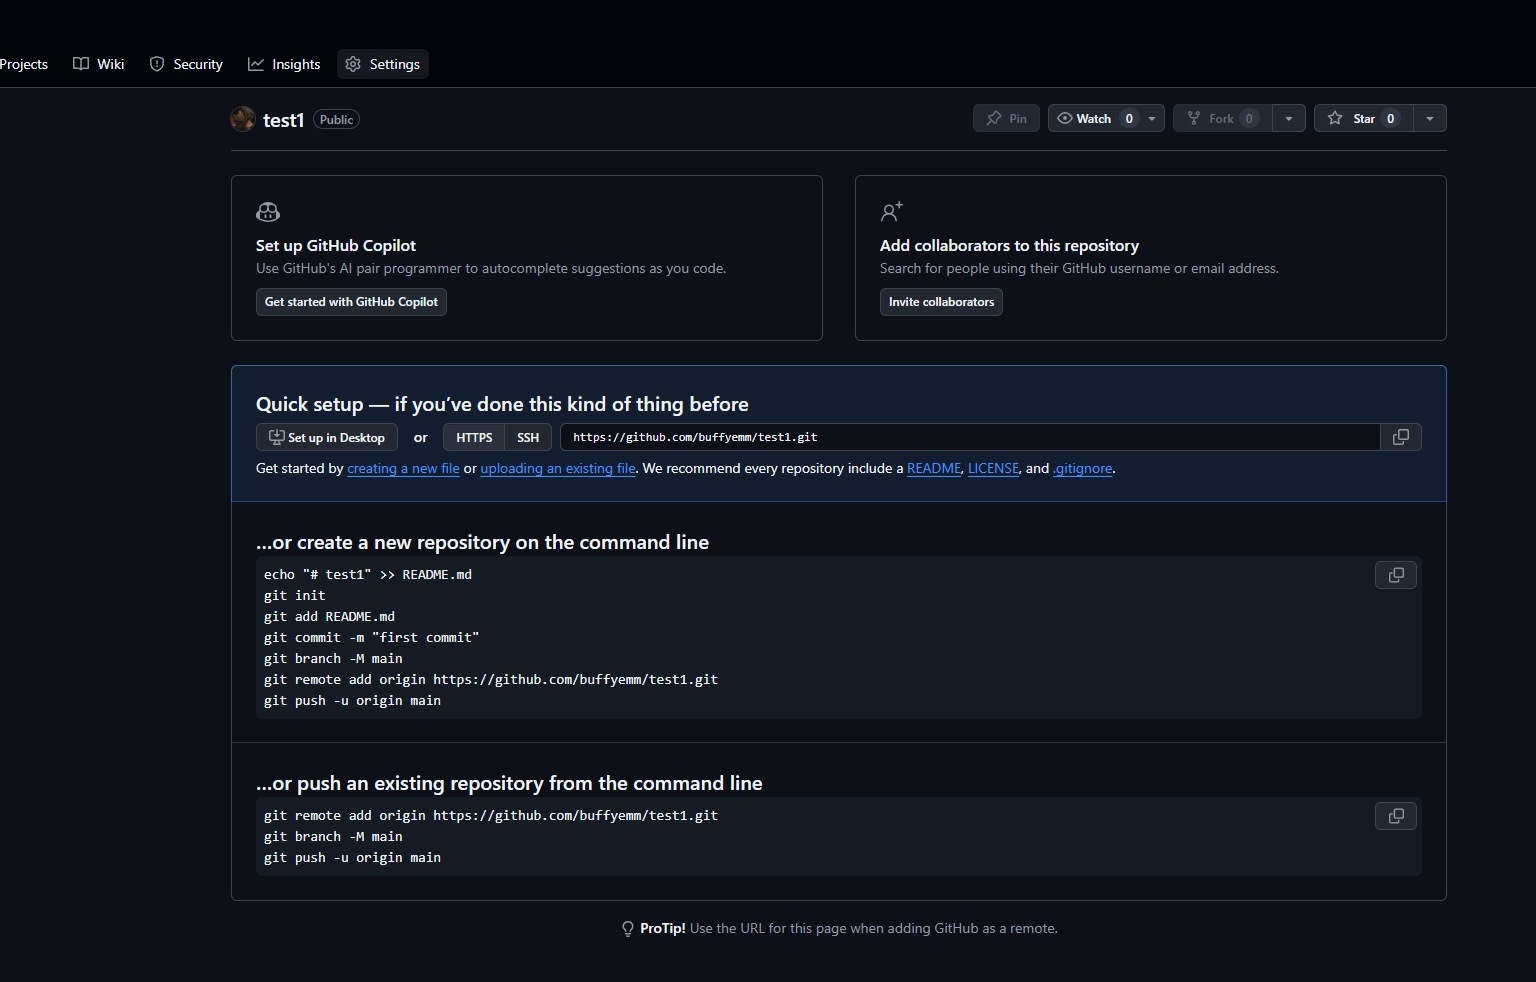 Projects Wiki Security Insights Settings
test1 Public
Pin Watch 0 Fork 0 Star 0
Set up GitHub Copilot
Use GitHub's AI pair programmer to autocomplete suggestions as you code.
Get started with GitHub Copilot
Add collaborators to this repository
Search for people using their GitHub username or email address.
Invite collaborators
Quick setup — if you’ve done this kind of thing before
Set up in Desktop or HTTPS SSH https://github.com/buffyemm/test1.git
Get started by creating a new file or uploading an existing file. We recommend every repository include a README, LICENSE, and .gitignore.
…or create a new repository on the command line
echo "# test1" >> README.md
git init
git add README.md
git commit -m "first commit"
git branch -M main
git remote add origin https://github.com/buffyemm/test1.git
git push -u origin main
…or push an existing repository from the command line
git remote add origin https://github.com/buffyemm/test1.git
git branch -M main
git push -u origin main
ProTip! Use the URL for this page when adding GitHub as a remote.